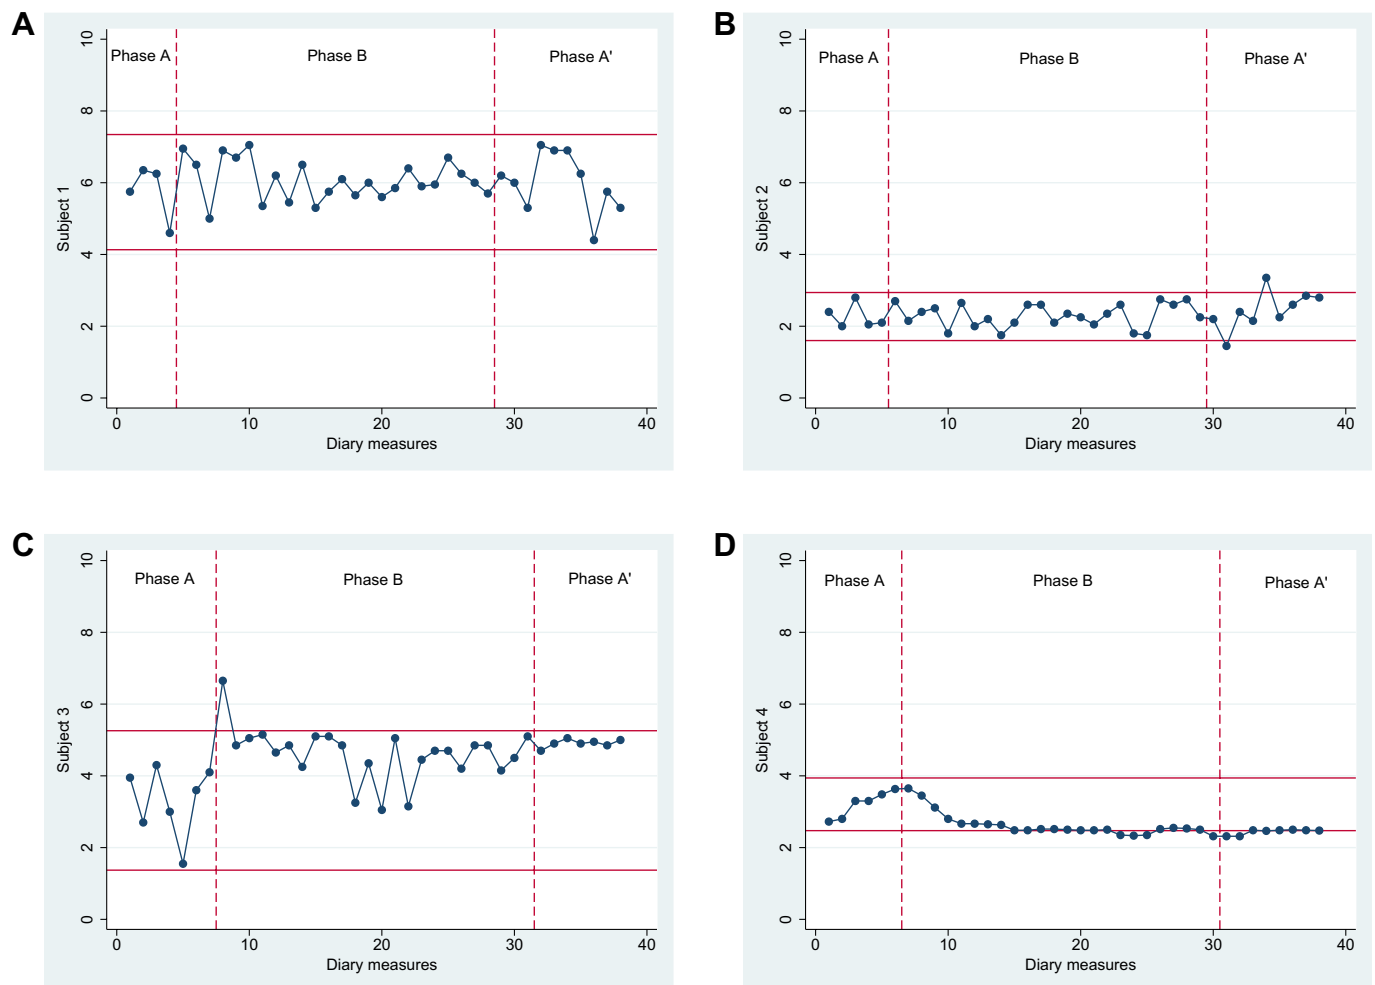 A
Phase A
Phase B
Phase A'
Subject 1
0 2 4 6 8 10
0 10 20 30 40
Diary measures
B
Phase A
Phase B
Phase A'
Subject 2
0 2 4 6 8 10
0 10 20 30 40
Diary measures
C
Phase A
Phase B
Phase A'
Subject 3
0 2 4 6 8 10
0 10 20 30 40
Diary measures
D
Phase A
Phase B
Phase A'
Subject 4
0 2 4 6 8 10
0 10 20 30 40
Diary measures